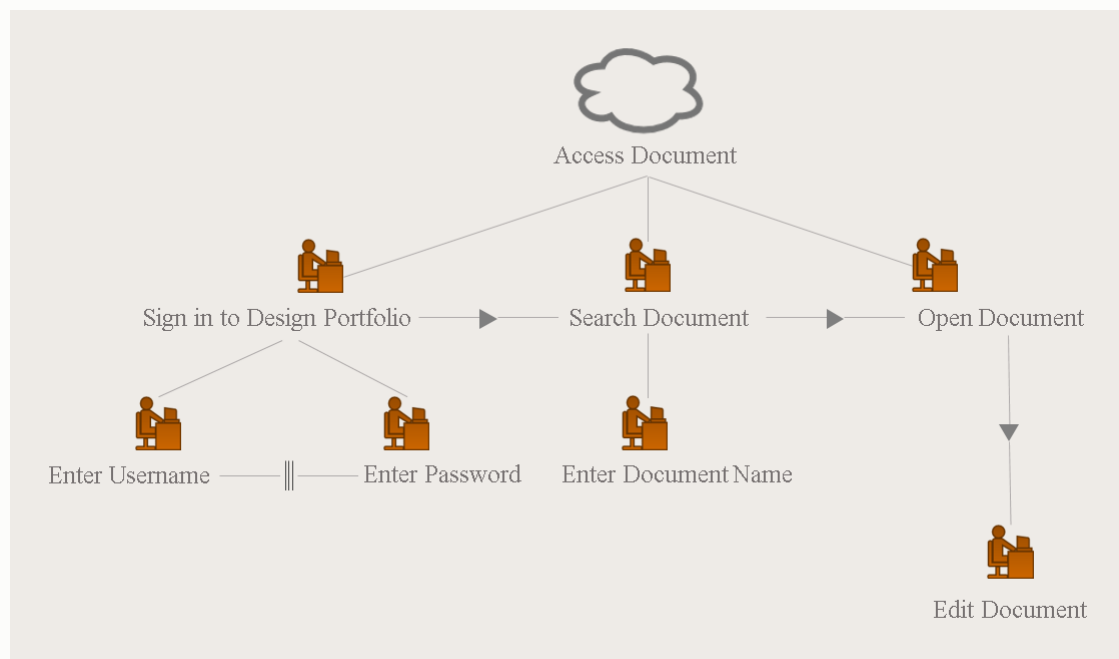 Access Document
Sign in to Design Portfolio
Search Document
Open Document
Enter Username
Enter Password
Enter Document Name
Edit Document